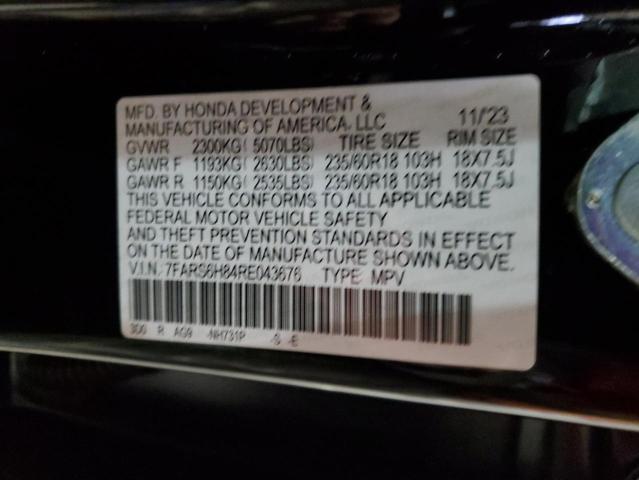 MFD. BY HONDA DEVELOPMENT & 11/'23
MANUFACTURING OF AMERICA, LLC
GVWR 2300KG( 5070LBS) TIRE SIZE RIM SIZE
GAWR F 1193KG( 2630LBS) 235/60R18 103H 18X7.5J
GAWR R 1150KG( 2535LBS) 235/60R18 103H 18X7.5J
THIS VEHICLE CONFORMS TO ALL APPLICABLE
FEDERAL MOTOR VEHICLE SAFETY
AND THEFT PREVENTION STANDARDS IN EFFECT
ON THE DATE OF MANUFACTURE SHOWN ABOVE.
V.I.N.: 7FARS6H84RE043676 TYPE: MPV
3D0 R AG9 -NH731P -S -E